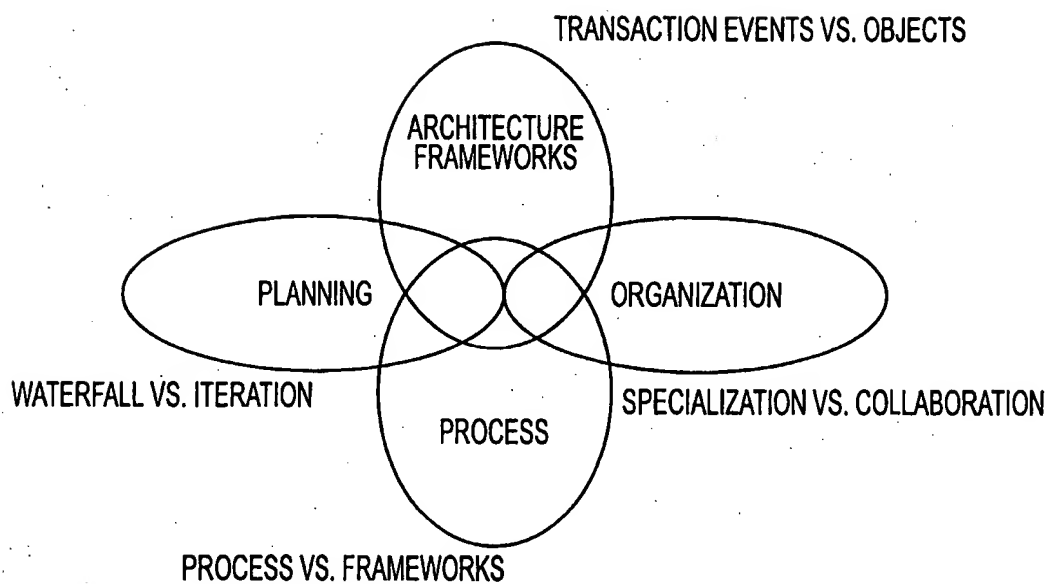 TRANSACTION EVENTS VS. OBJECTS
ARCHITECTURE
FRAMEWORKS
PLANNING
ORGANIZATION
WATERFALL VS. ITERATION
SPECIALIZATION VS. COLLABORATION
PROCESS
PROCESS VS. FRAMEWORKS